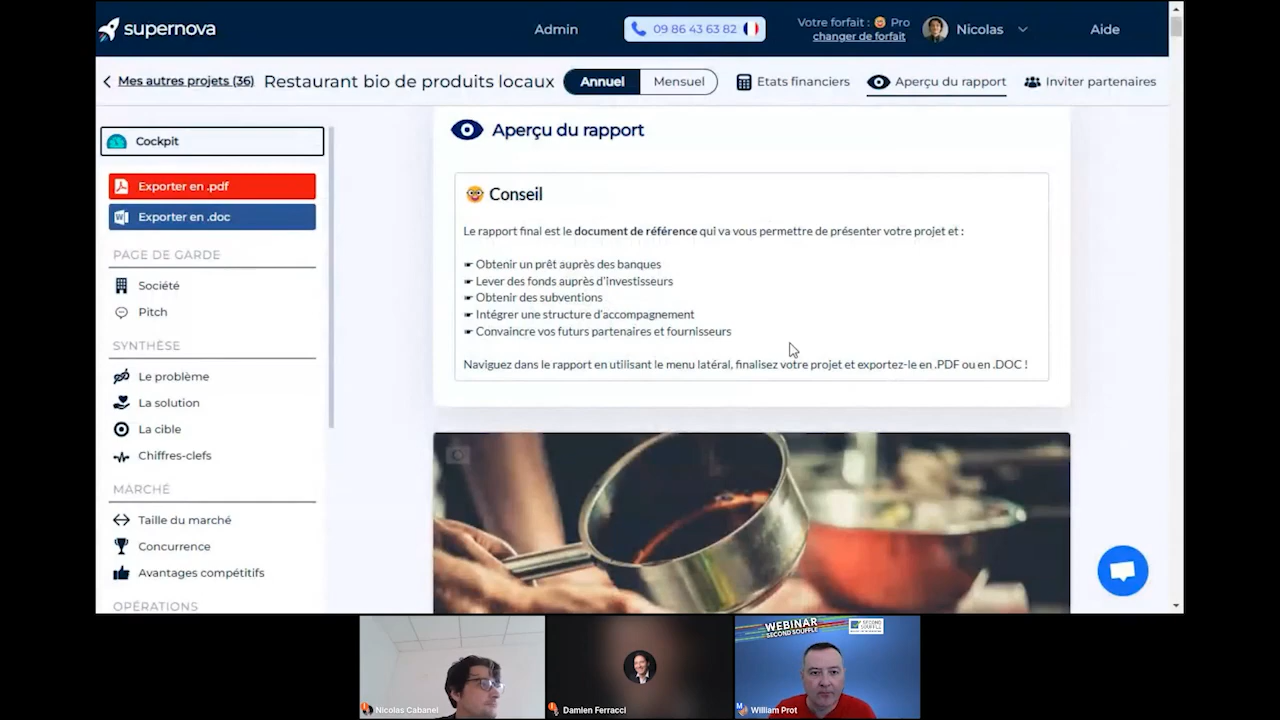 supernova
Admin
09 86 43 63 82
Votre forfait : Pro
changer de forfait
Nicolas
Aide
Mes autres projets (36)
Restaurant bio de produits locaux
Annuel
Mensuel
Etats financiers
Aperçu du rapport
Inviter partenaires
Cockpit
Exporter en .pdf
Exporter en .doc
PAGE DE GARDE
Société
Pitch
SYNTHÈSE
Le problème
La solution
La cible
Chiffres-clefs
MARCHÉ
Taille du marché
Concurrence
Avantages compétitifs
OPÉRATIONS
Aperçu du rapport
Conseil
Le rapport final est le document de référence qui va vous permettre de présenter votre projet et :
☛ Obtenir un prêt auprès des banques
☛ Lever des fonds auprès d'investisseurs
☛ Obtenir des subventions
☛ Intégrer une structure d'accompagnement
☛ Convaincre vos futurs partenaires et fournisseurs
Naviguez dans le rapport en utilisant le menu latéral, finalisez votre projet et exportez-le en .PDF ou en .DOC !
Nicolas Cabanel
Damien Ferracci
WEBINAR
SECOND SOUFFLE
SECOND
SOUFFLE
William Prot